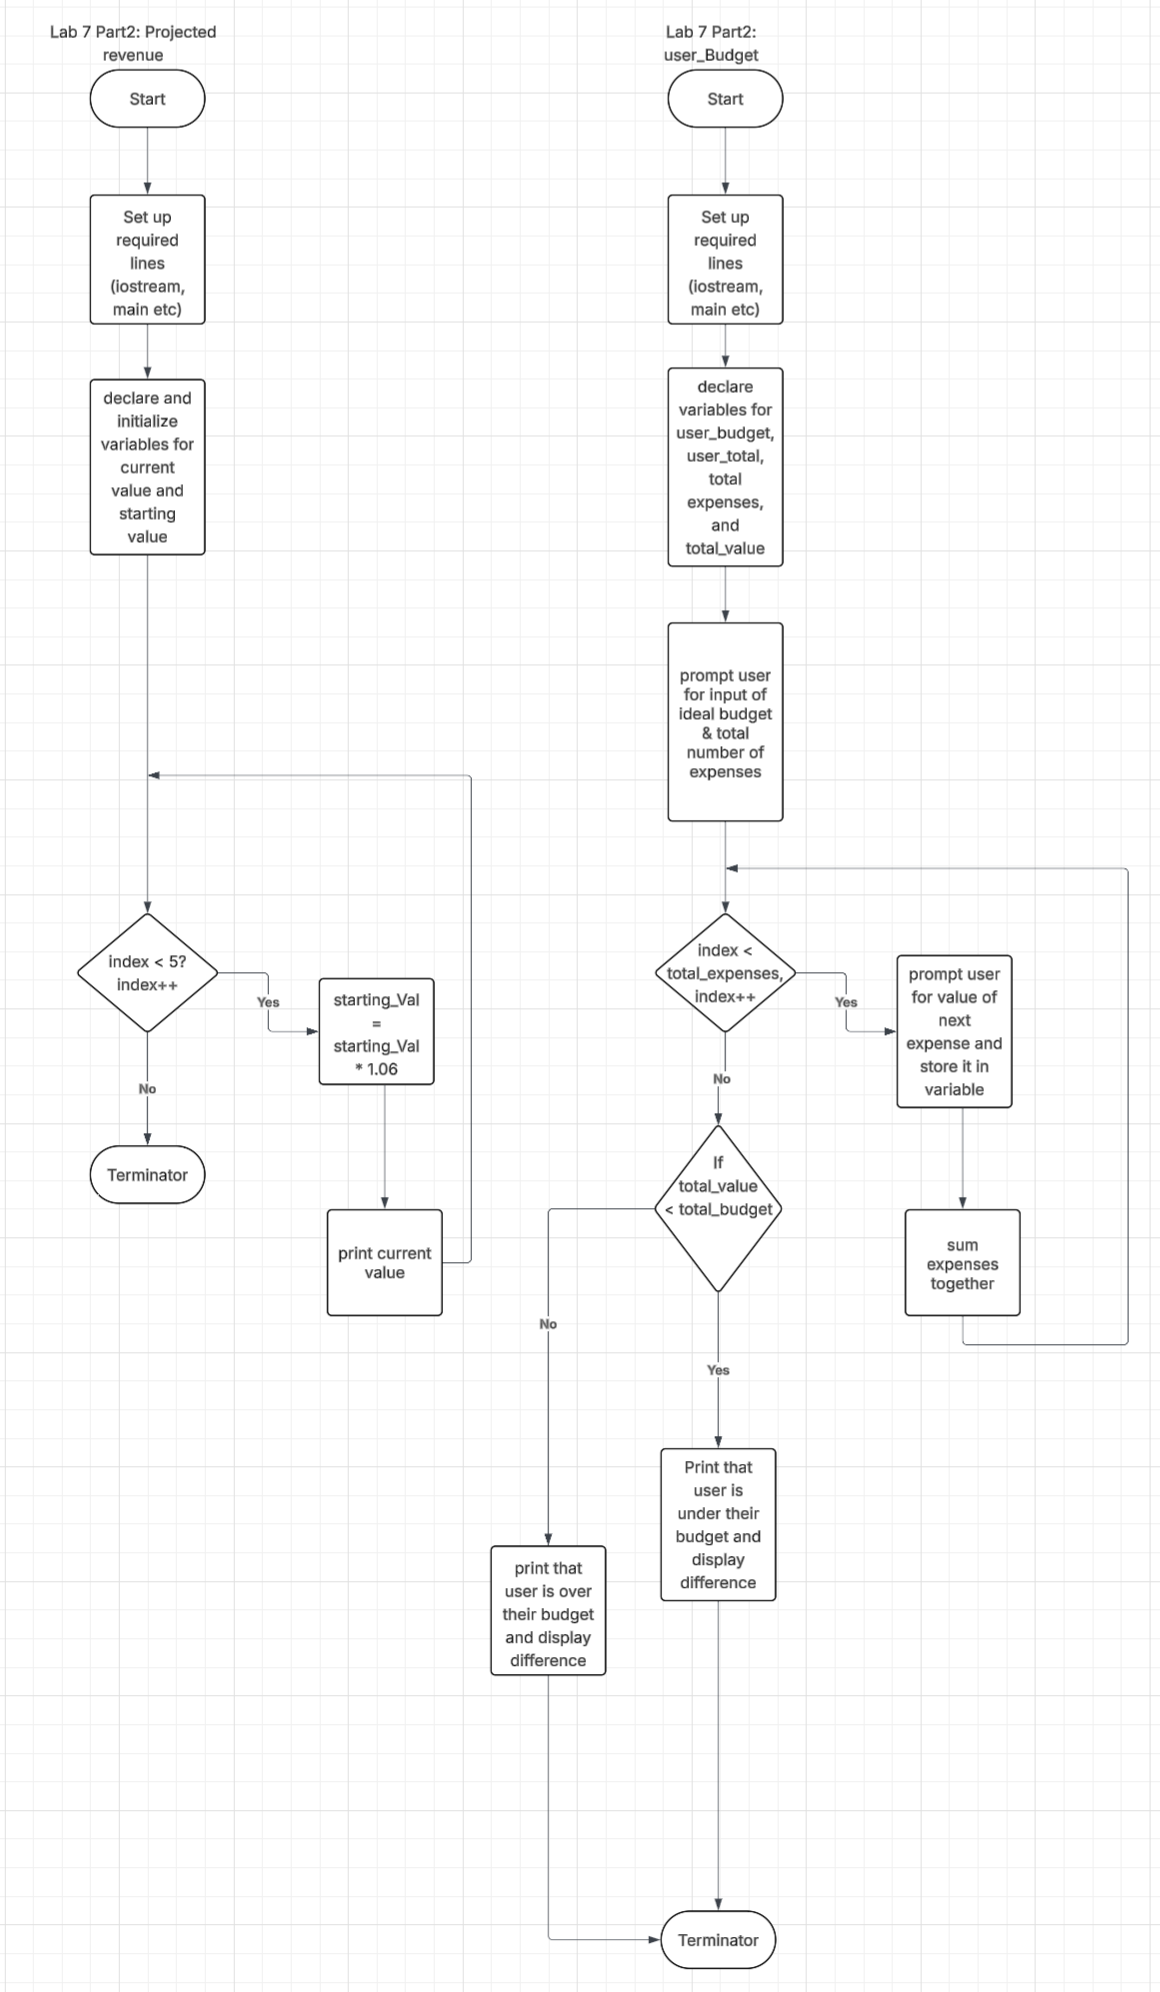 Lab 7 Part2: Projected
revenue
Start
Set up
required
lines
(iostream,
main etc)
declare and
initialize
variables for
current
value and
starting
value
index < 5?
index++
Yes
starting_Val
=
starting_Val
* 1.06
No
Terminator
print current
value
Lab 7 Part2:
user_Budget
Start
Set up
required
lines
(iostream,
main etc)
declare
variables for
user_budget,
user_total,
total
expenses,
and
total_value
prompt user
for input of
ideal budget
& total
number of
expenses
index <
total_expenses,
index++
Yes
prompt user
for value of
next
expense and
store it in
variable
sum
expenses
together
No
If
total_value
< total_budget
No
print that
user is over
their budget
and display
difference
Yes
Print that
user is
under their
budget and
display
difference
Terminator